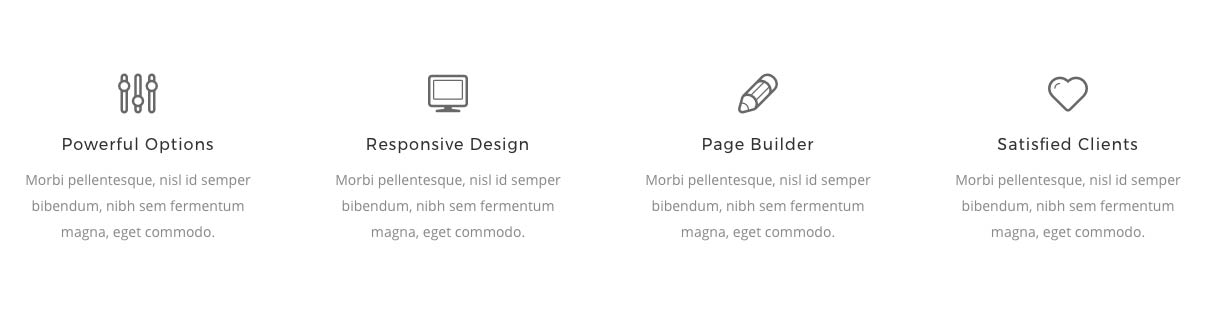 Powerful Options
Morbi pellentesque, nisl id semper
bibendum, nibh sem fermentum
magna, eget commodo.
Responsive Design
Morbi pellentesque, nisl id semper
bibendum, nibh sem fermentum
magna, eget commodo.
Page Builder
Morbi pellentesque, nisl id semper
bibendum, nibh sem fermentum
magna, eget commodo.
Satisfied Clients
Morbi pellentesque, nisl id semper
bibendum, nibh sem fermentum
magna, eget commodo.